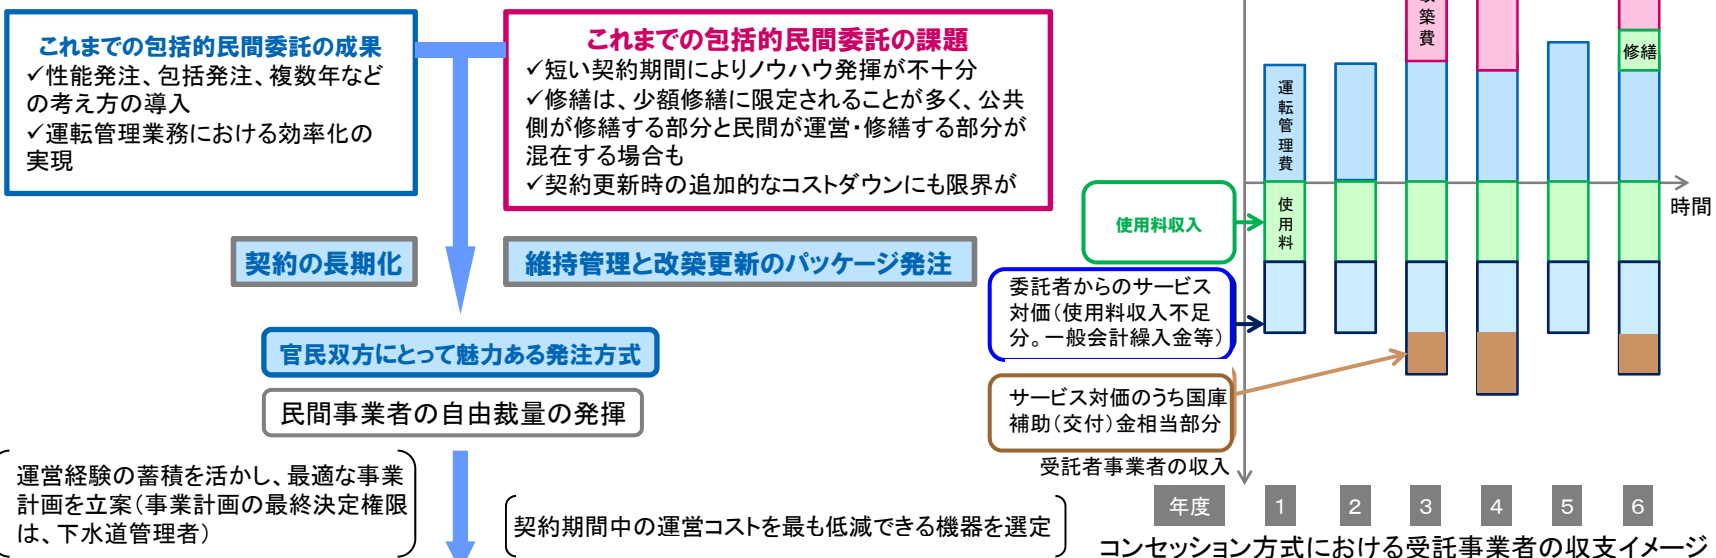 これまでの包括的民間委託の成果
✓性能発注、包括発注、複数年など
の考え方の導入
✓運転管理業務における効率化の
実現
これまでの包括的民間委託の課題
✓短い契約期間によりノウハウ発揮が不十分
✓修繕は、少額修繕に限定されることが多く、公共
側が修繕する部分と民間が運営・修繕する部分が
混在する場合も
✓契約更新時の追加的なコストダウンにも限界が
契約の長期化
維持管理と改築更新のパッケージ発注
官民双方にとって魅力ある発注方式
民間事業者の自由裁量の発揮
運営経験の蓄積を活かし、最適な事業
計画を立案(事業計画の最終決定権限
は、下水道管理者)
契約期間中の運営コストを最も低減できる機器を選定
築費
修繕
運転管理費
使用料
時間
使用料収入
委託者からのサービス
対価(使用料収入不足
分。一般会計繰入金等)
サービス対価のうち国庫
補助(交付)金相当部分
受託者事業者の収入
年度 1 2 3 4 5 6
コンセッション方式における受託事業者の収支イメージ